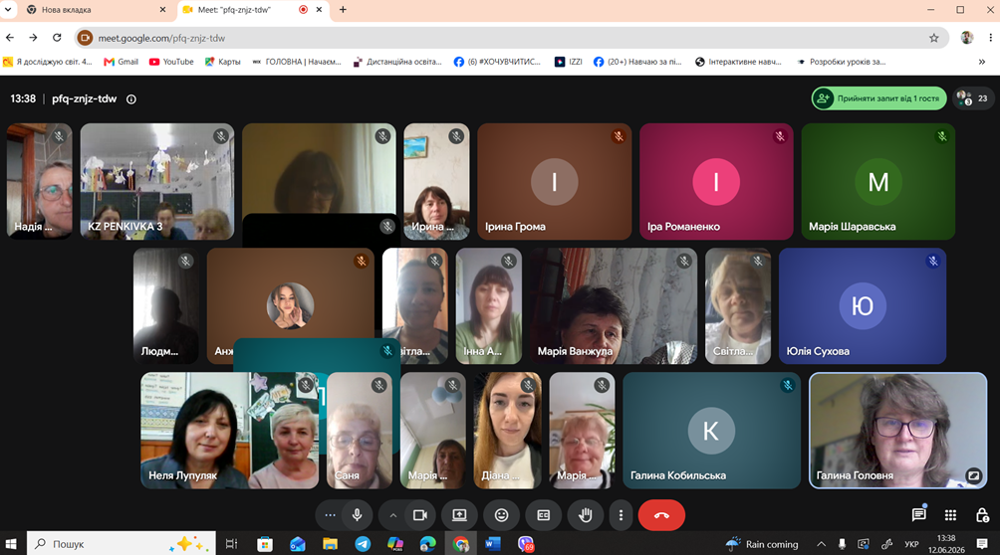 Нова вкладка
Meet: "pfq-znjz-tdw"
meet.google.com/pfq-znjz-tdw
Я досліджую світ. 4...
Gmail
YouTube
Карты
WIX ГОЛОВНА | Начаєм...
Дистанційна освіта...
(6) #ХОЧУВЧИТИС...
IZZI
(20+) Навчаю за пі...
Інтерактивне навч...
Розробки уроків за...
13:38 | pfq-znjz-tdw
Прийняти запит від 1 гостя
3
23
Надія ...
KZ PENKIVKA 3
Ирина ...
І
Ірина Грома
І
Іра Романенко
М
Марія Шаравська
Людм...
Анж
вітла...
Інна А...
Марія Ванжула
Світла...
Ю
Юлія Сухова
Неля Лупуляк
Саня
Марія ...
Діана ...
Марія ...
К
Галина Кобильська
Галина Головня
Пошук
69
Rain coming
УКР
13:38
12.06.2026